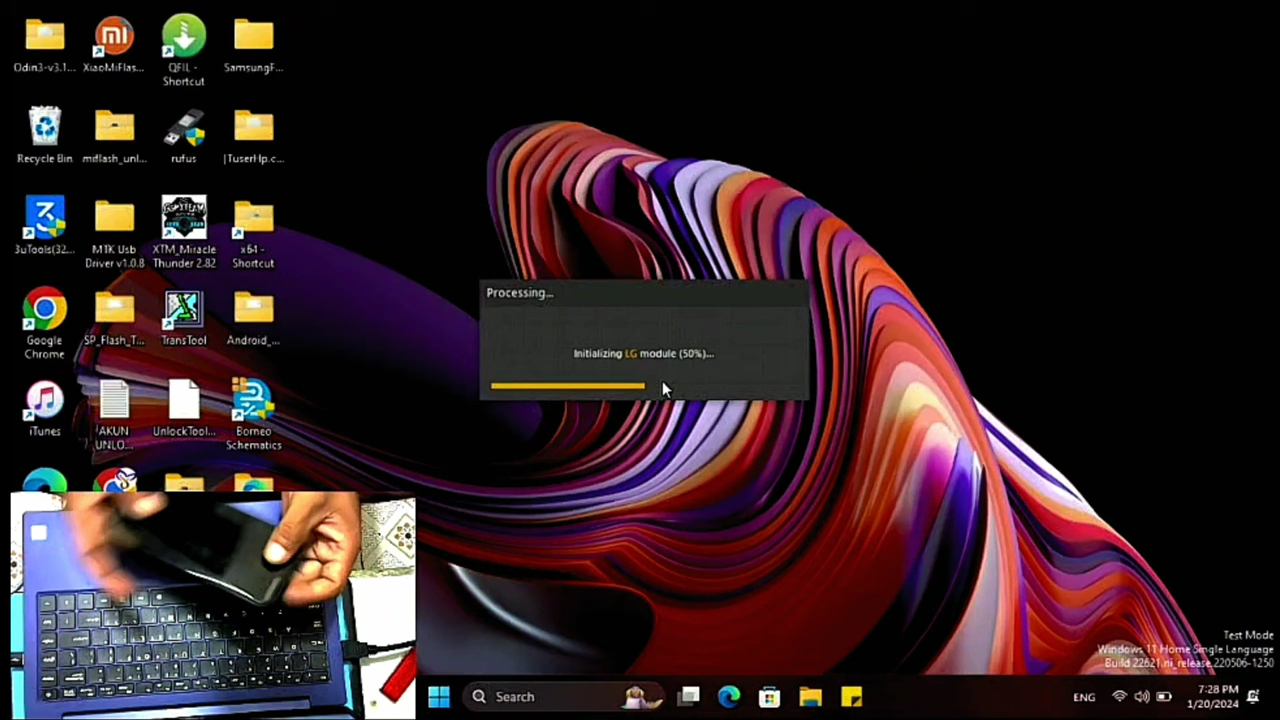 Odin3-v3.1...
XiaoMiFlas...
QFIL -
Shortcut
SamsungF...
Recycle Bin
miflash_unl...
rufus
|TuserHp.c...
3uTools(32...
MTK Usb
Driver v1.0.8
XTM_Miracle
Thunder 2.82
x64 -
Shortcut
Google
Chrome
SP_Flash_T...
TransTool
Android_...
iTunes
AKUN
UNLO...
UnlockTool...
Borneo
Schematics
Processing...
Initializing LG module (50%)...
Test Mode
Windows 11 Home Single Language
Build 22621.ni_release.220506-1250
Search
ENG
7:28 PM
1/20/2024